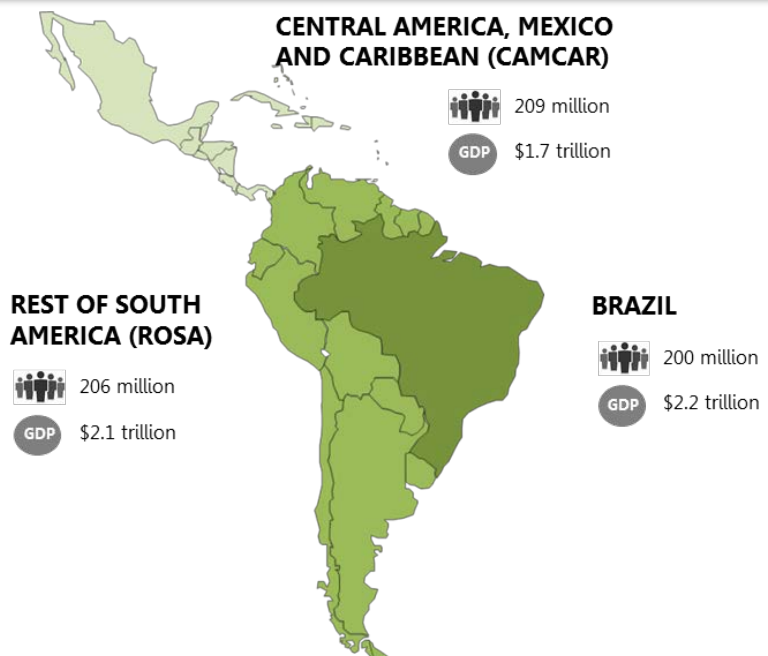 CENTRAL AMERICA, MEXICO
AND CARIBBEAN (CAMCAR)
209 million
GDP $1.7 trillion
REST OF SOUTH
AMERICA (ROSA)
206 million
GDP $2.1 trillion
BRAZIL
200 million
GDP $2.2 trillion